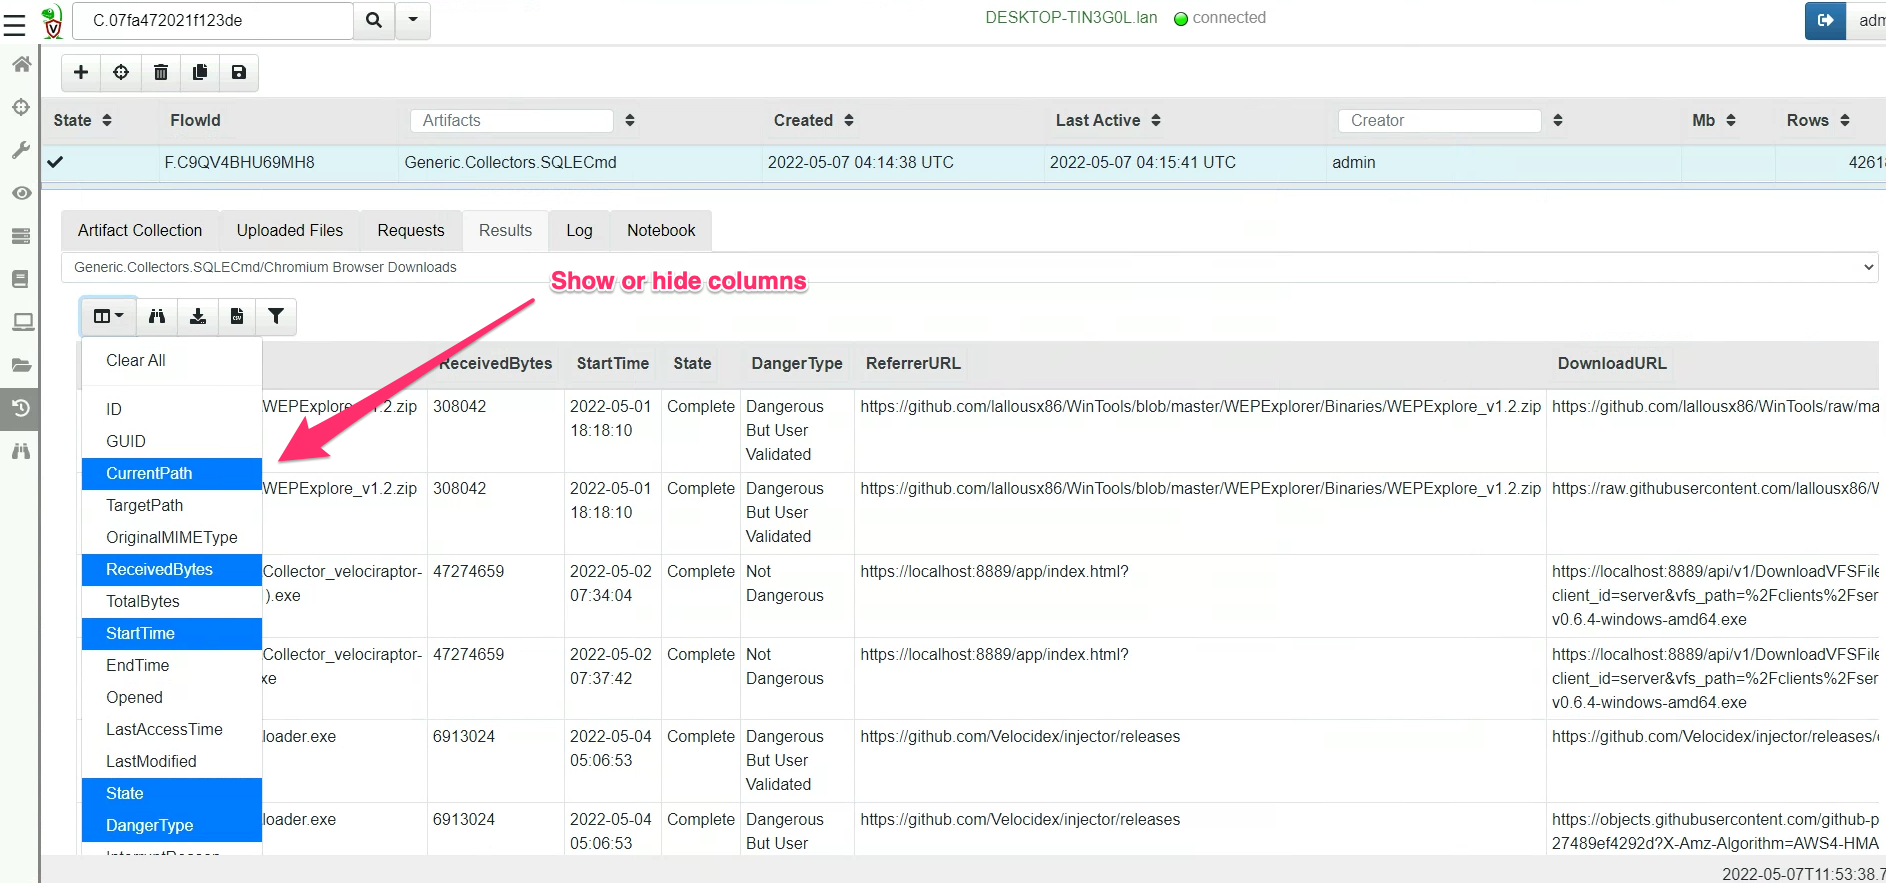 C.07fa472021f123de
DESKTOP-TIN3G0L.lan connected
State FlowId Artifacts Created Last Active Creator Mb Rows
F.C9QV4BHU69MH8 Generic.Collectors.SQLECmd 2022-05-07 04:14:38 UTC 2022-05-07 04:15:41 UTC admin
Artifact Collection Uploaded Files Requests Results Log Notebook
Generic.Collectors.SQLECmd/Chromium Browser Downloads
Show or hide columns
CSV
Clear All
ID
GUID
CurrentPath
TargetPath
OriginalMIMEType
ReceivedBytes
TotalBytes
StartTime
EndTime
Opened
LastAccessTime
LastModified
State
DangerType
ReceivedBytes StartTime State DangerType ReferrerURL DownloadURL
308042 2022-05-01 Complete Dangerous https://github.com/lallousx86/WinTools/blob/master/WEPExplorer/Binaries/WEPExplore_v1.2.zip https://github.com/lallousx86/WinTools/raw/ma
18:18:10 But User
Validated
WEPExplore_v1.2.zip 308042 2022-05-01 Complete Dangerous https://github.com/lallousx86/WinTools/blob/master/WEPExplorer/Binaries/WEPExplore_v1.2.zip https://raw.githubusercontent.com/lallousx86/W
18:18:10 But User
Validated
Collector_velociraptor- 47274659 2022-05-02 Complete Not https://localhost:8889/app/index.html? https://localhost:8889/api/v1/DownloadVFSFile
).exe 07:34:04 Dangerous client_id=server&vfs_path=%2Fclients%2Fser
v0.6.4-windows-amd64.exe
Collector_velociraptor- 47274659 2022-05-02 Complete Not https://localhost:8889/app/index.html? https://localhost:8889/api/v1/DownloadVFSFile
xe 07:37:42 Dangerous client_id=server&vfs_path=%2Fclients%2Fser
v0.6.4-windows-amd64.exe
loader.exe 6913024 2022-05-04 Complete Dangerous https://github.com/Velocidex/injector/releases https://github.com/Velocidex/injector/releases/
05:06:53 But User
Validated
loader.exe 6913024 2022-05-04 Complete Dangerous https://github.com/Velocidex/injector/releases https://objects.githubusercontent.com/github-p
05:06:53 But User 27489ef4292d?X-Amz-Algorithm=AWS4-HMA
2022-05-07T11:53:38.7